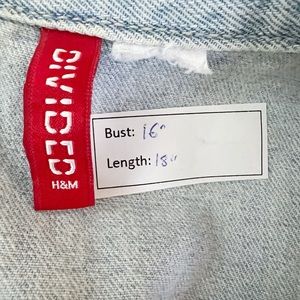 DIVIDED
H&M
Bust: 16"
Length: 18"